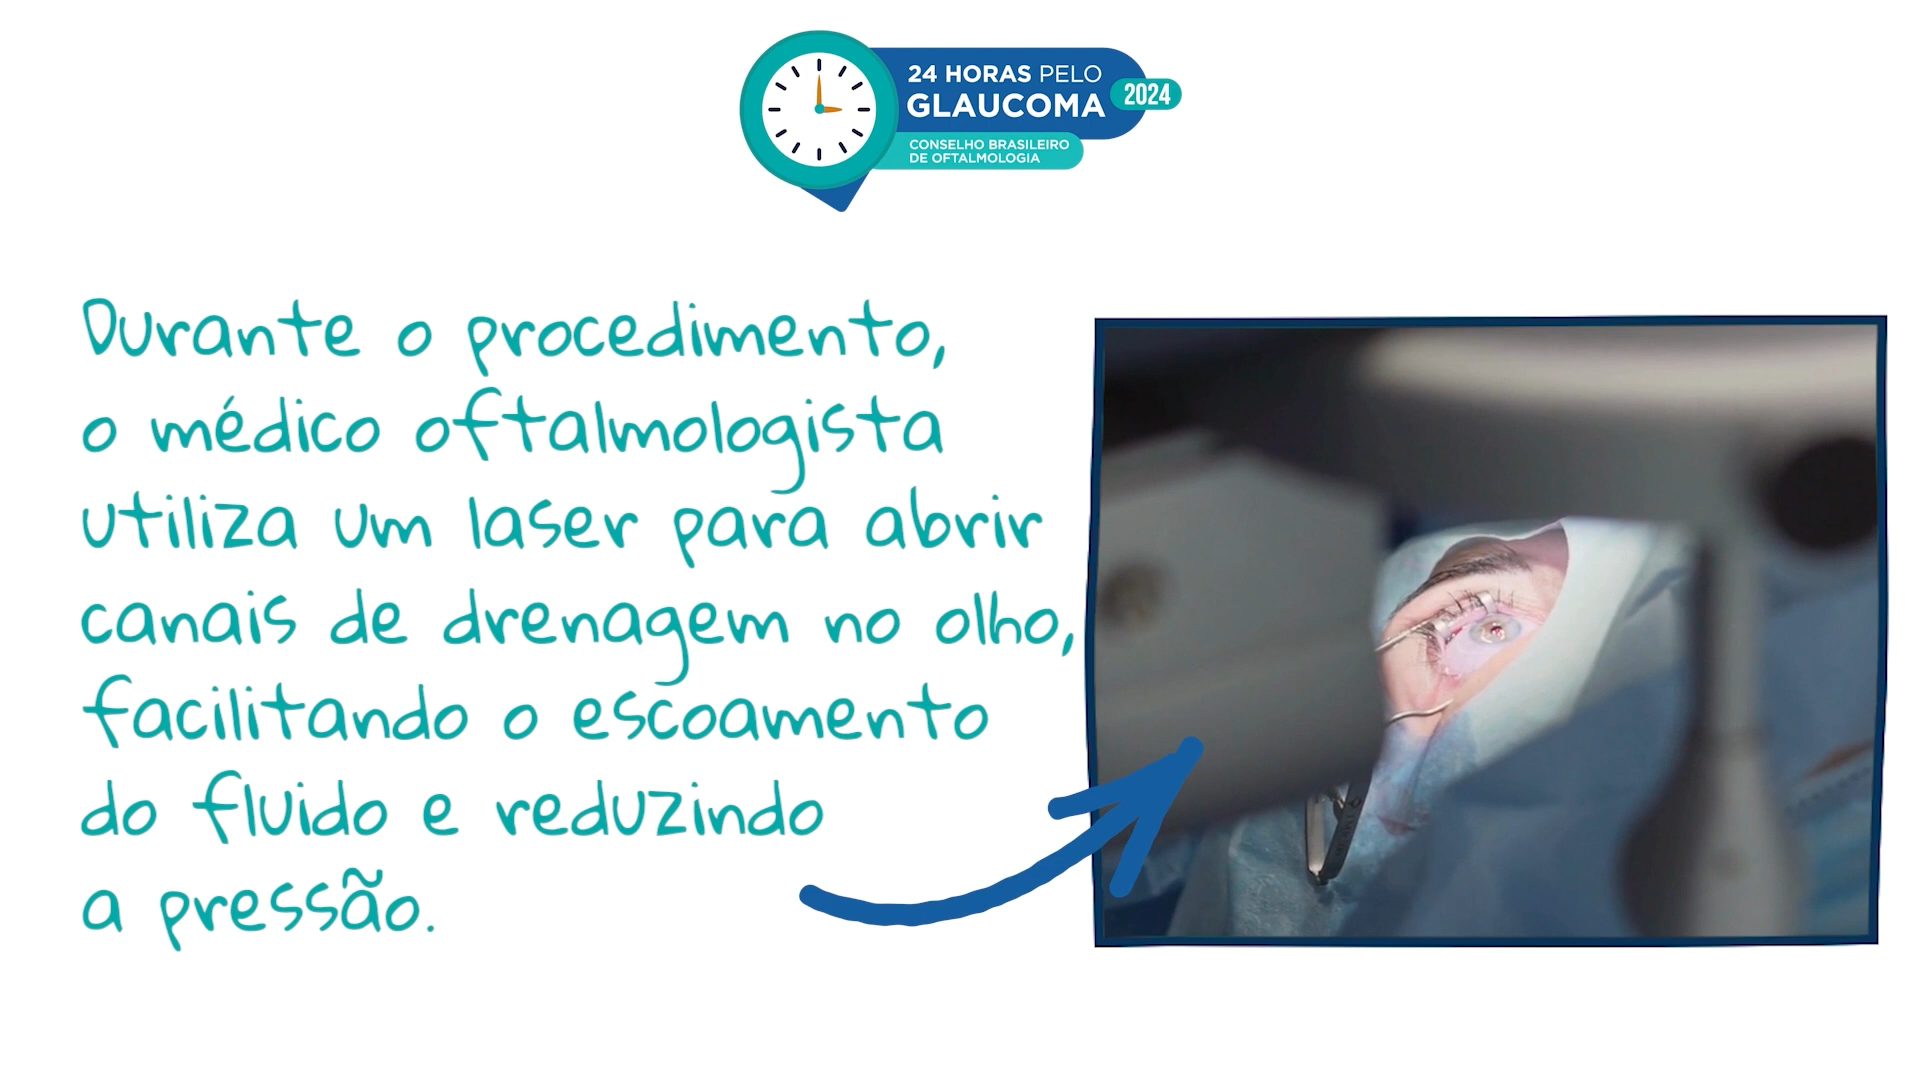 24 HORAS PELO
GLAUCOMA
2024
CONSELHO BRASILEIRO
DE OFTALMOLOGIA
Durante o procedimento,
o médico oftalmologista
utiliza um laser para abrir
canais de drenagem no olho,
facilitando o escoamento
do fluido e reduzindo
a pressão.